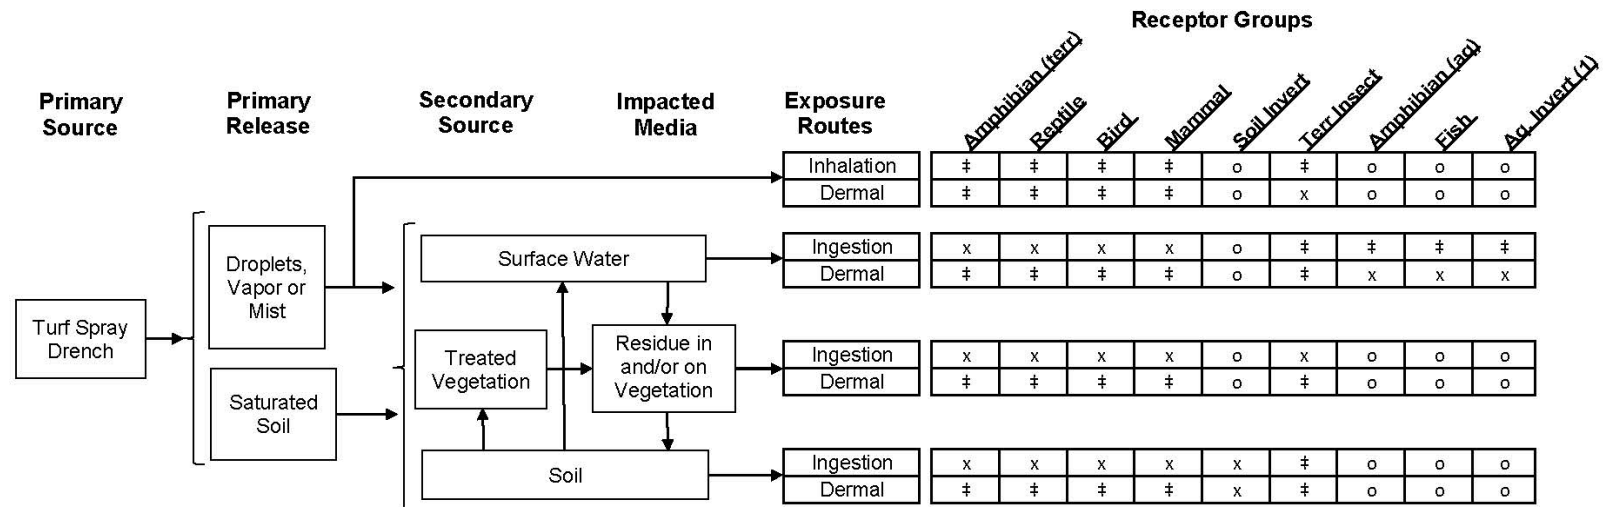 Receptor Groups
Primary
Source
Primary
Release
Secondary
Source
Impacted
Media
Exposure
Routes
Amphibian (terr)
Reptile
Bird
Mammal
Soil Invert
Terr Insect
Amphibian (aq)
Fish
Aq. Invert (1)
Inhalation ‡ ‡ ‡ ‡ o ‡ o o o
Dermal ‡ ‡ ‡ ‡ o x o o o
Turf Spray
Drench
Droplets,
Vapor or
Mist
Saturated
Soil
Surface Water
Treated
Vegetation
Soil
Residue in
and/or on
Vegetation
Ingestion x x x x o ‡ ‡ ‡ ‡
Dermal ‡ ‡ ‡ ‡ o ‡ x x x
Ingestion x x x x o x o o o
Dermal ‡ ‡ ‡ ‡ o ‡ o o o
Ingestion x x x x x ‡ o o o
Dermal ‡ ‡ ‡ ‡ x ‡ o o o